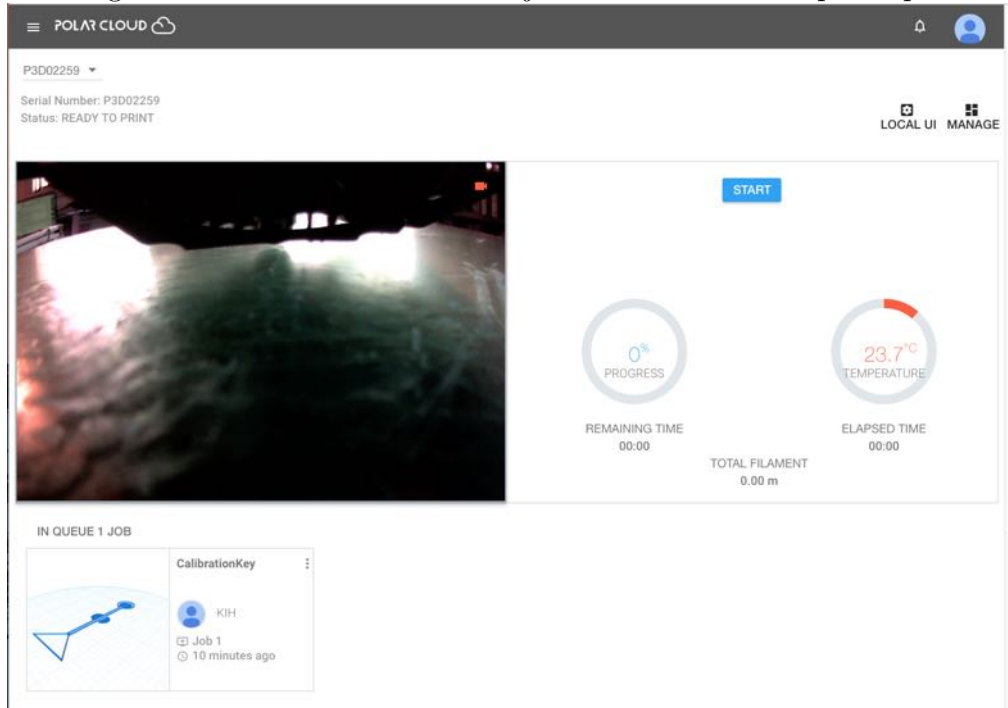 POLAR CLOUD
P3D02259
Serial Number: P3D02259
Status: READY TO PRINT
LOCAL UI MANAGE
START
0%
PROGRESS
23.7°C
TEMPERATURE
REMAINING TIME
00:00
ELAPSED TIME
00:00
TOTAL FILAMENT
0.00 m
IN QUEUE 1 JOB
CalibrationKey
KIH
Job 1
10 minutes ago